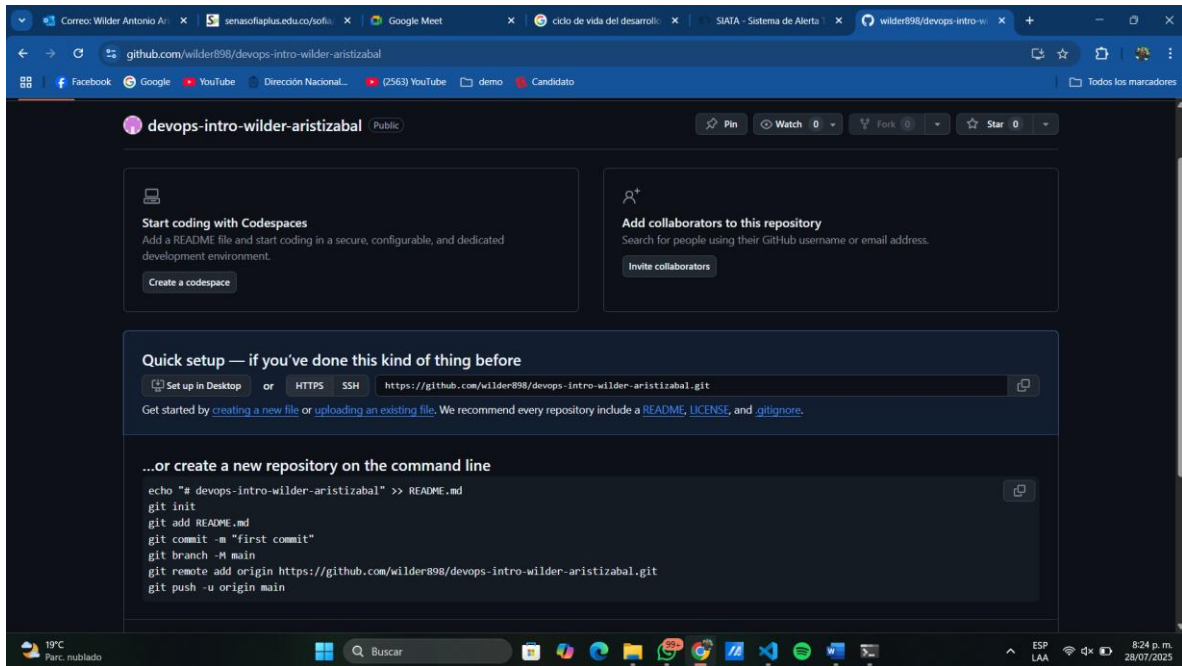 Correo: Wilder Antonio Ari
senasofiaplus.edu.co/sofia
Google Meet
ciclo de vida del desarrollo
SIATA - Sistema de Alerta T
wilder898/devops-intro-wi
github.com/wilder898/devops-intro-wilder-aristizabal
Facebook
Google
YouTube
Dirección Nacional...
(2563) YouTube
demo
Candidato
Todos los marcadores
devops-intro-wilder-aristizabal Public
Pin
Watch 0
Fork 0
Star 0
Start coding with Codespaces
Add a README file and start coding in a secure, configurable, and dedicated
development environment.
Create a codespace
Add collaborators to this repository
Search for people using their GitHub username or email address.
Invite collaborators
Quick setup — if you've done this kind of thing before
Set up in Desktop or HTTPS SSH https://github.com/wilder898/devops-intro-wilder-aristizabal.git
Get started by creating a new file or uploading an existing file. We recommend every repository include a README, LICENSE, and .gitignore.
...or create a new repository on the command line
echo "# devops-intro-wilder-aristizabal" >> README.md
git init
git add README.md
git commit -m "first commit"
git branch -M main
git remote add origin https://github.com/wilder898/devops-intro-wilder-aristizabal.git
git push -u origin main
19°C
Parc. nublado
Buscar
99+
ESP
LAA
8:24 p. m.
28/07/2025